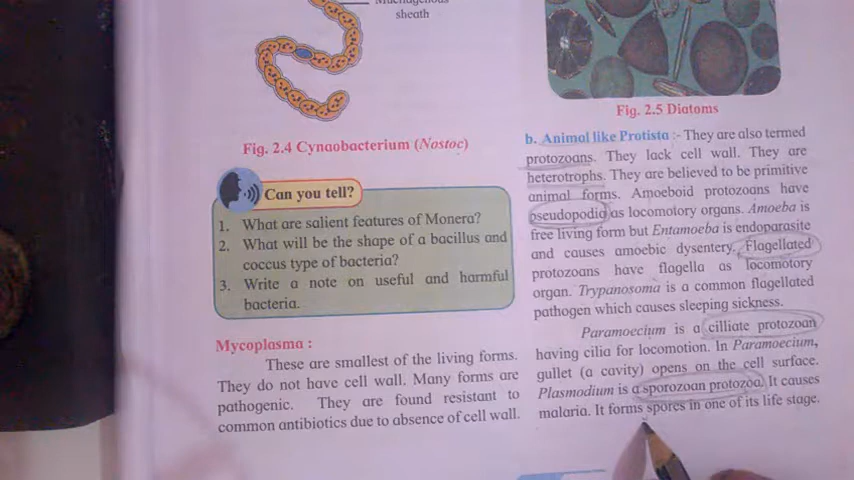 sheath
Fig. 2.4 Cynaobacterium (Nostoc)
Can you tell?
1. What are salient features of Monera?
2. What will be the shape of a bacillus and
coccus type of bacteria?
3. Write a note on useful and harmful
bacteria.
Mycoplasma :
These are smallest of the living forms.
They do not have cell wall. Many forms are
pathogenic. They are found resistant to
common antibiotics due to absence of cell wall.
Fig. 2.5 Diatoms
b. Animal like Protista :- They are also termed
protozoans. They lack cell wall. They are
heterotrophs. They are believed to be primitive
animal forms. Amoeboid protozoans have
pseudopodia as locomotory organs. Amoeba is
free living form but Entamoeba is endoparasite
and causes amoebic dysentery. Flagellated
protozoans have flagella as locomotory
organ. Trypanosoma is a common flagellated
pathogen which causes sleeping sickness.
Paramoecium is a cilliate protozoan
having cilia for locomotion. In Paramoecium,
gullet (a cavity) opens on the cell surface.
Plasmodium is a sporozoan protozoa. It causes
malaria. It forms spores in one of its life stage.